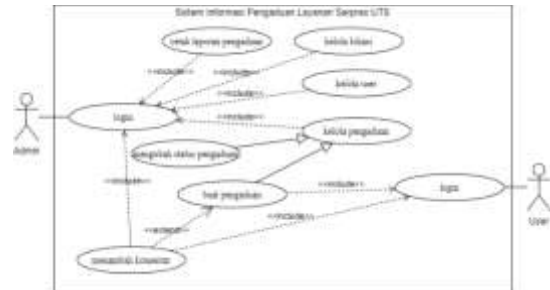 Sistem Informasi Pengaduan Layanan Sarpras UTS
cetak laporan pengaduan
kelola lokasi
<<include>>
<<include>>
kelola user
<<include>>
login
<<include>>
kelola pengaduan
Admin
mengubah status pengaduan
<<include>>
buat pengaduan
<<include>>
login
<<include>>
User
<<extend>>
menambah komentar